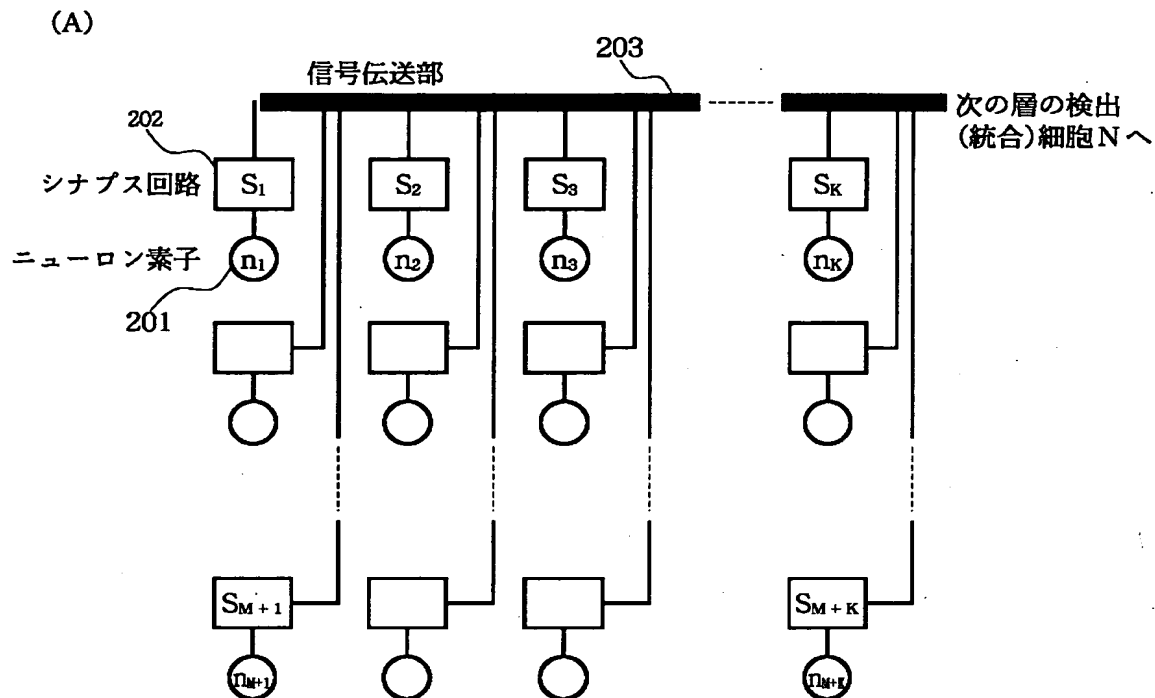 (A)
203
信号伝送部
次の層の検出
(統合)細胞Nへ
202
シナプス回路
S1
S2
S3
SK
ニューロン素子
n1
n2
n3
nK
201
SM+1
SM+K
nM+1
nM+K